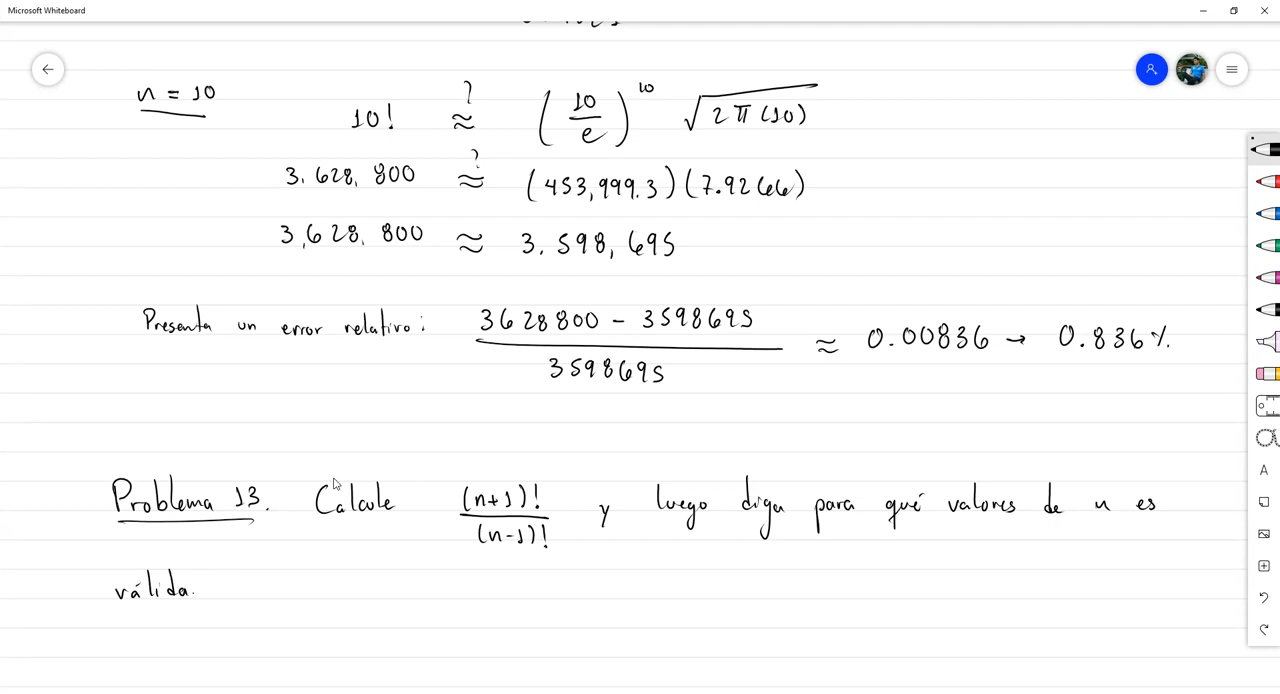 Microsoft Whiteboard
n = 10
10! ≈? (10/e)^10 √(2π(10))
3.628,800 ≈? (453,999.3)(7.9266)
3,628,800 ≈ 3.598,695
Presenta un error relativo: (3628800 - 3598695)/3598695 ≈ 0.00836 → 0.836%
Problema 13. Calcule (n+1)!/(n-1)! y luego diga para qué valores de n es
válida.